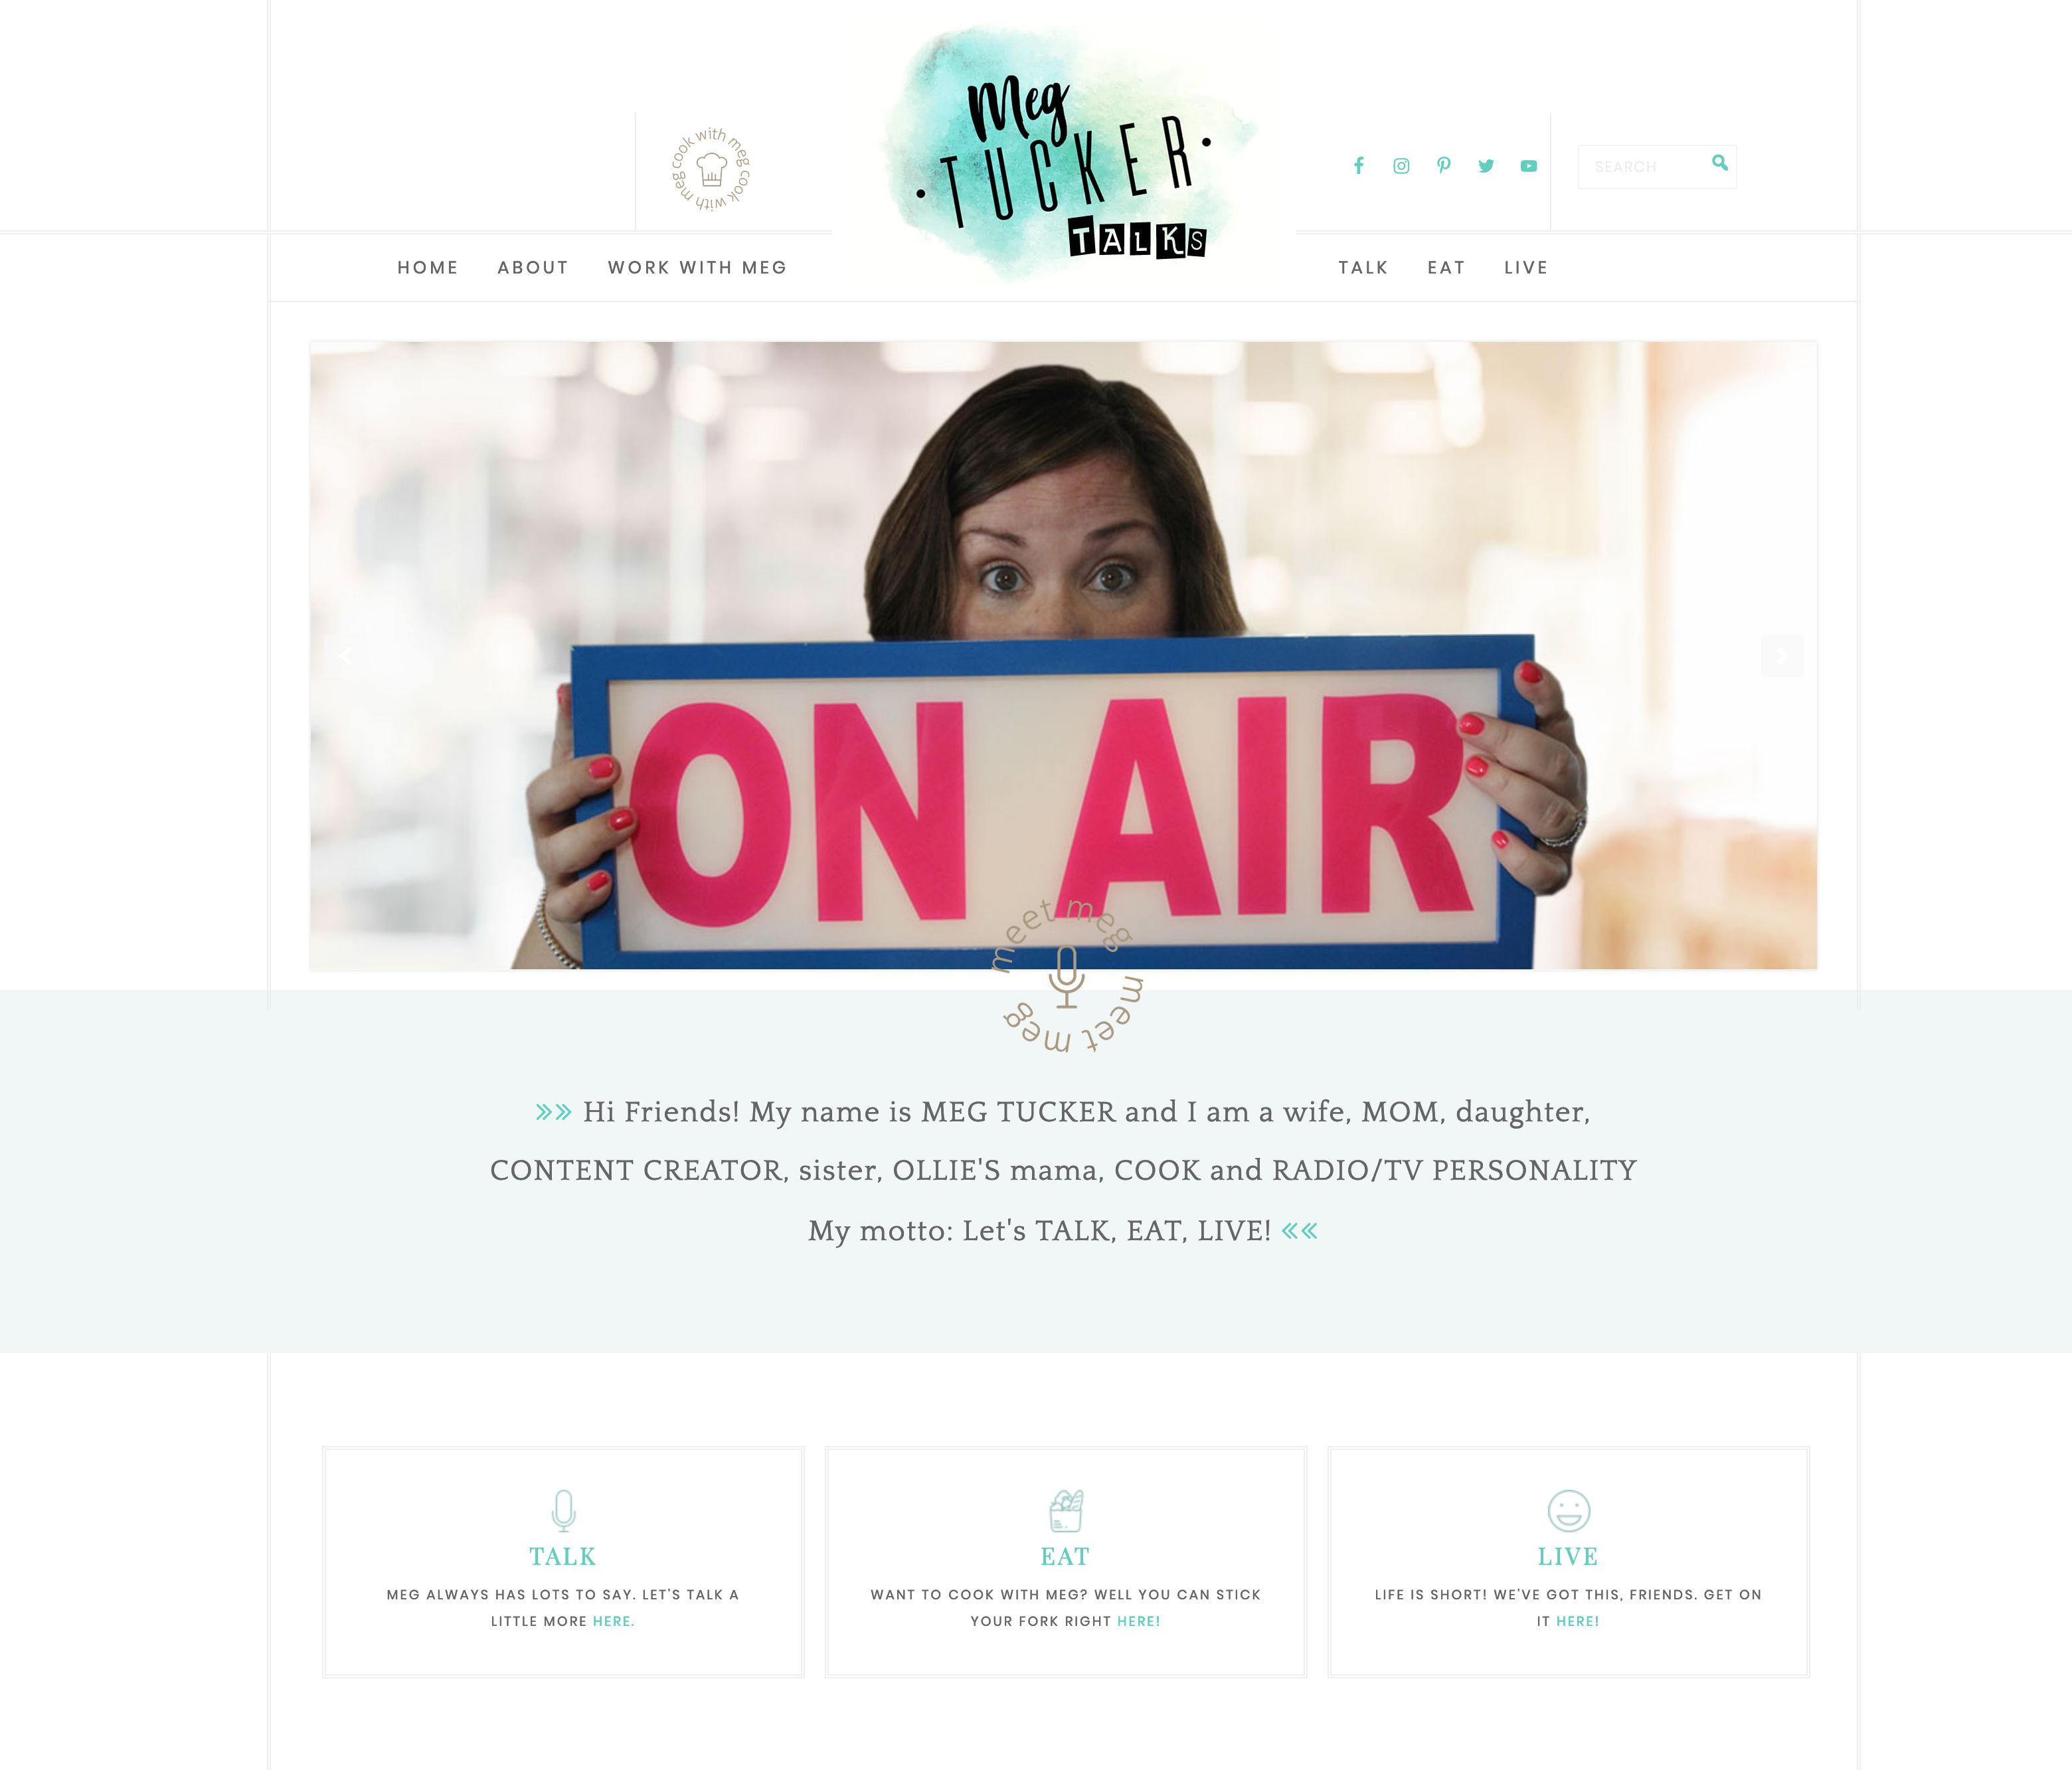 Meg
TUCKER
TALKS
cook with meg cook with meg
SEARCH
HOME ABOUT WORK WITH MEG
TALK EAT LIVE
ON AIR
meet meg meet meg
Hi Friends! My name is MEG TUCKER and I am a wife, MOM, daughter,
CONTENT CREATOR, sister, OLLIE'S mama, COOK and RADIO/TV PERSONALITY
My motto: Let's TALK, EAT, LIVE!
TALK
MEG ALWAYS HAS LOTS TO SAY. LET'S TALK A
LITTLE MORE HERE.
EAT
WANT TO COOK WITH MEG? WELL YOU CAN STICK
YOUR FORK RIGHT HERE!
LIVE
LIFE IS SHORT! WE'VE GOT THIS, FRIENDS. GET ON
IT HERE!